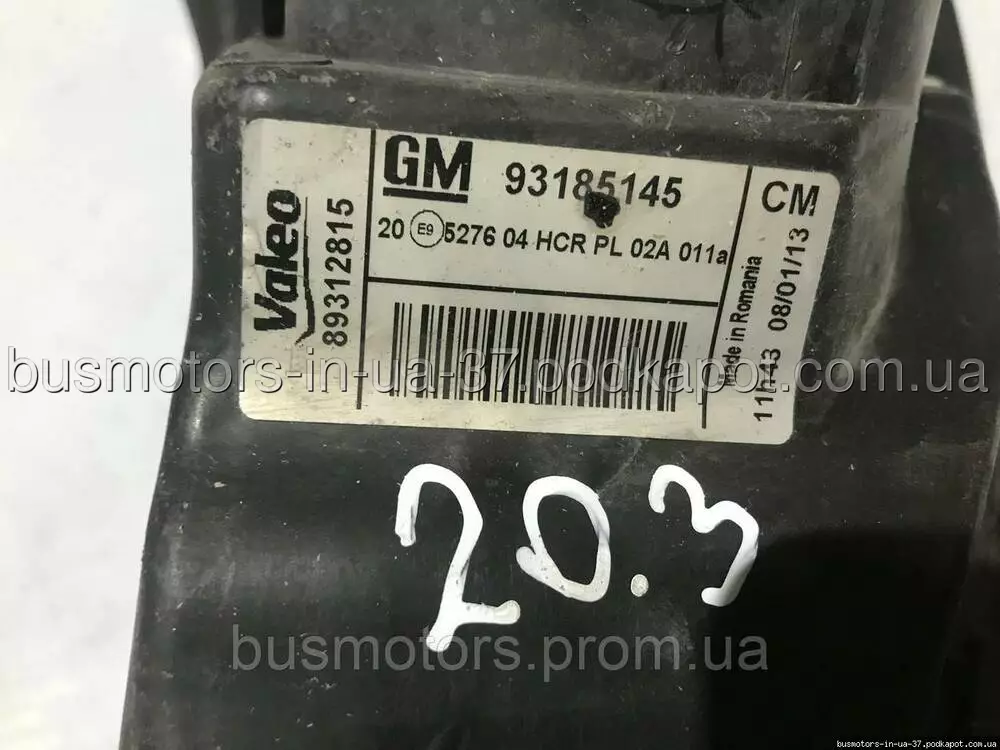 GM 93185145
CM
20 E9 5276 04 HCR PL 02A 011a
Valeo
89312815
Made in Romania
11h43 08/01/13
busmotors-in-ua-37.podkapot.com.ua
20.3
busmotors.prom.ua
busmotors-in-ua-37.podkapot.com.ua